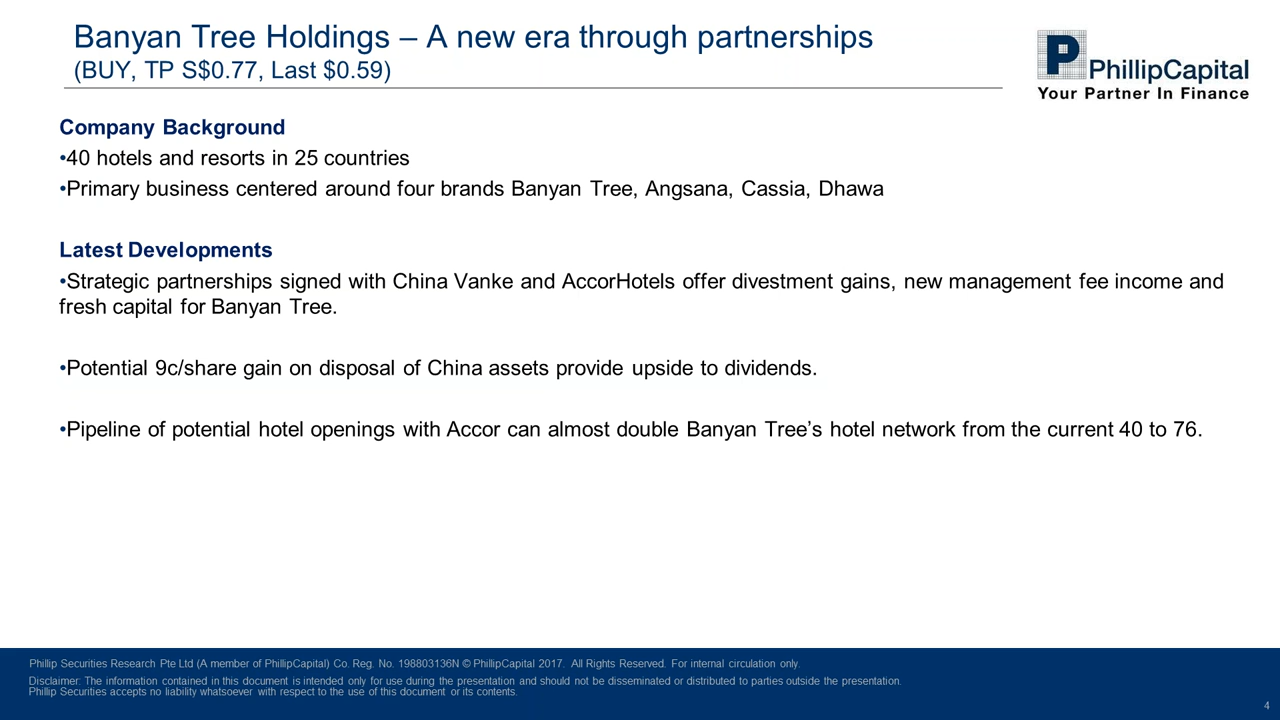 Banyan Tree Holdings – A new era through partnerships
(BUY, TP S$0.77, Last $0.59)
P PhillipCapital
Your Partner In Finance
Company Background
•40 hotels and resorts in 25 countries
•Primary business centered around four brands Banyan Tree, Angsana, Cassia, Dhawa
Latest Developments
•Strategic partnerships signed with China Vanke and AccorHotels offer divestment gains, new management fee income and
fresh capital for Banyan Tree.
•Potential 9c/share gain on disposal of China assets provide upside to dividends.
•Pipeline of potential hotel openings with Accor can almost double Banyan Tree’s hotel network from the current 40 to 76.
Phillip Securities Research Pte Ltd (A member of PhillipCapital) Co. Reg. No. 198803136N © PhillipCapital 2017. All Rights Reserved. For internal circulation only.
Disclaimer: The information contained in this document is intended only for use during the presentation and should not be disseminated or distributed to parties outside the presentation.
Phillip Securities accepts no liability whatsoever with respect to the use of this document or its contents.
4